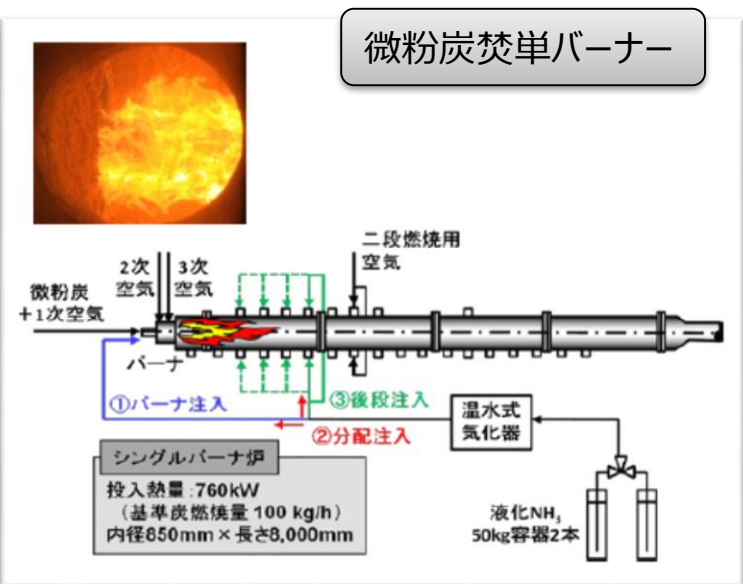 微粉炭焚単バーナー
二段燃焼用
空気
2次
空気
3次
空気
微粉炭
+1次空気
バーナ
①バーナ注入
③後段注入
②分配注入
温水式
気化器
シングルバーナ炉
投入熱量:760kW
(基準炭燃焼量 100 kg/h)
内径850mm×長さ8,000mm
液化NH₃
50kg容器2本